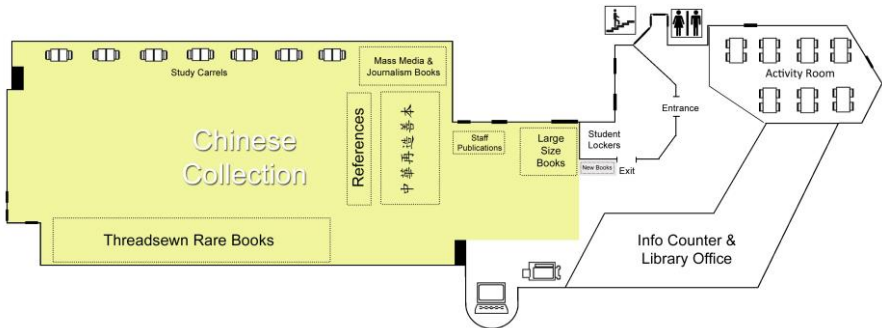 Study Carrels
Mass Media &
Journalism Books
Chinese
Collection
References
中華再造善本
Staff
Publications
Large
Size
Books
Student
Lockers
New Books
Exit
Entrance
Activity Room
Threadsewn Rare Books
Info Counter &
Library Office